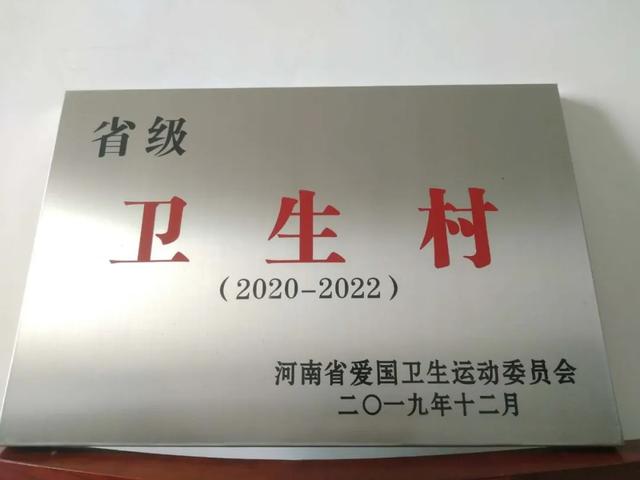 省级
卫生村
(2020-2022)
河南省爱国卫生运动委员会
二〇一九年十二月